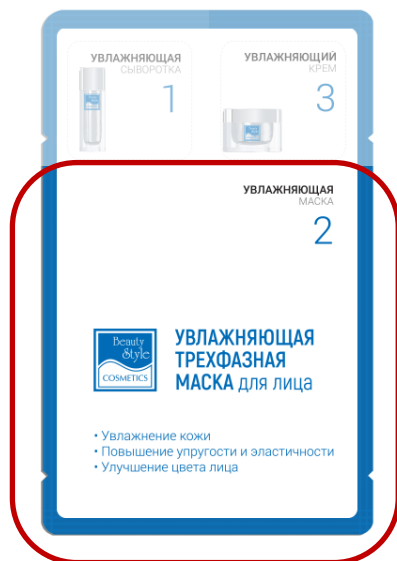 УВЛАЖНЯЮЩАЯ
СЫВОРОТКА
1
УВЛАЖНЯЮЩИЙ
КРЕМ
3
УВЛАЖНЯЮЩАЯ
МАСКА
2
Beauty
Style
COSMETICS
УВЛАЖНЯЮЩАЯ
ТРЕХФАЗНАЯ
МАСКА для лица
• Увлажнение кожи
• Повышение упругости и эластичности
• Улучшение цвета лица